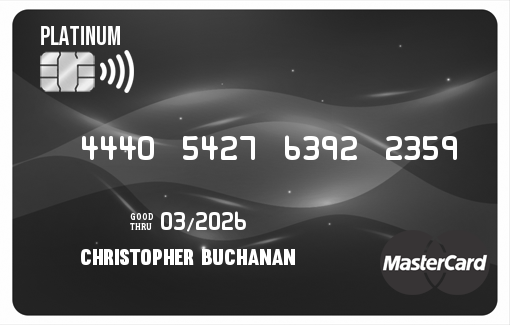 PLATINUM
4440 5427 6392 2359
GOOD THRU 03/2026
CHRISTOPHER BUCHANAN
MasterCard